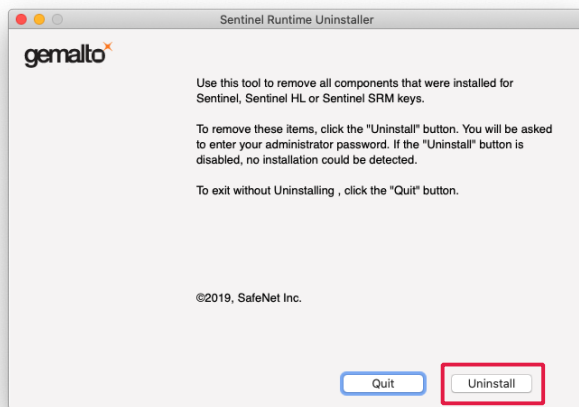 Sentinel Runtime Uninstaller
gemalto
Use this tool to remove all components that were installed for
Sentinel, Sentinel HL or Sentinel SRM keys.
To remove these items, click the "Uninstall" button. You will be asked
to enter your administrator password. If the "Uninstall" button is
disabled, no installation could be detected.
To exit without Uninstalling , click the "Quit" button.
©2019, SafeNet Inc.
Quit
Uninstall